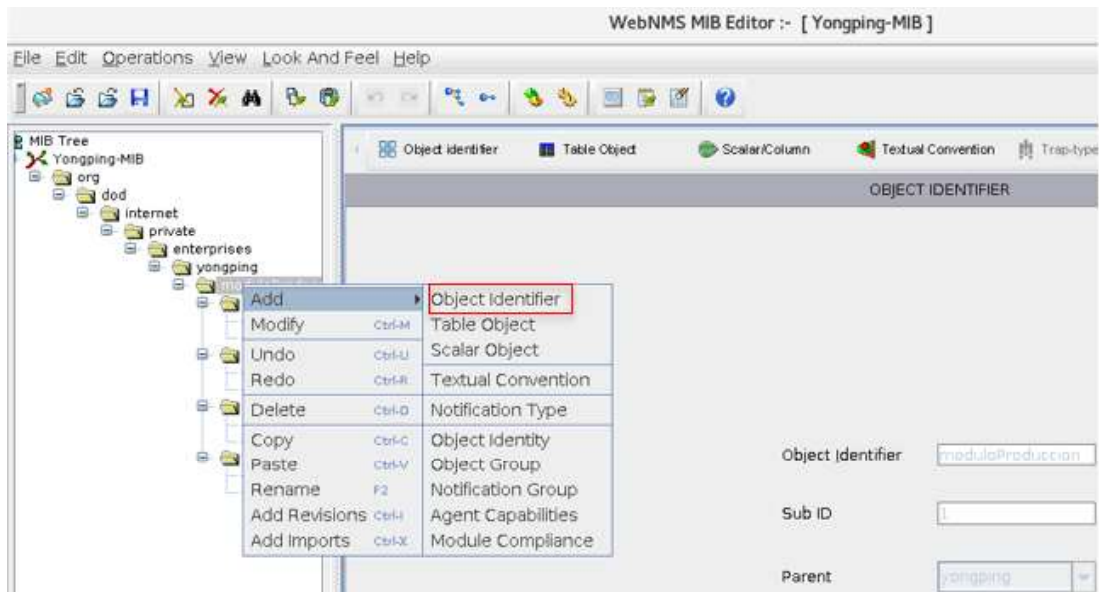 WebNMS MIB Editor :- [ Yongping-MIB ]
File Edit Operations View Look And Feel Help
MIB Tree
Yongping-MIB
org
dod
internet
private
enterprises
yongping
Object identifier Table Object Scalar/Column Textual Convention Trap-type
OBJECT IDENTIFIER
Add
Modify Ctrl-M
Undo Ctrl-U
Redo Ctrl-R
Delete Ctrl-D
Copy Ctrl-C
Paste Ctrl-V
Rename F2
Add Revisions Ctrl-I
Add Imports Ctrl-X
Object Identifier
Table Object
Scalar Object
Textual Convention
Notification Type
Object Identity
Object Group
Notification Group
Agent Capabilities
Module Compliance
Object Identifier moduloProduccion
Sub ID 1
Parent yongping